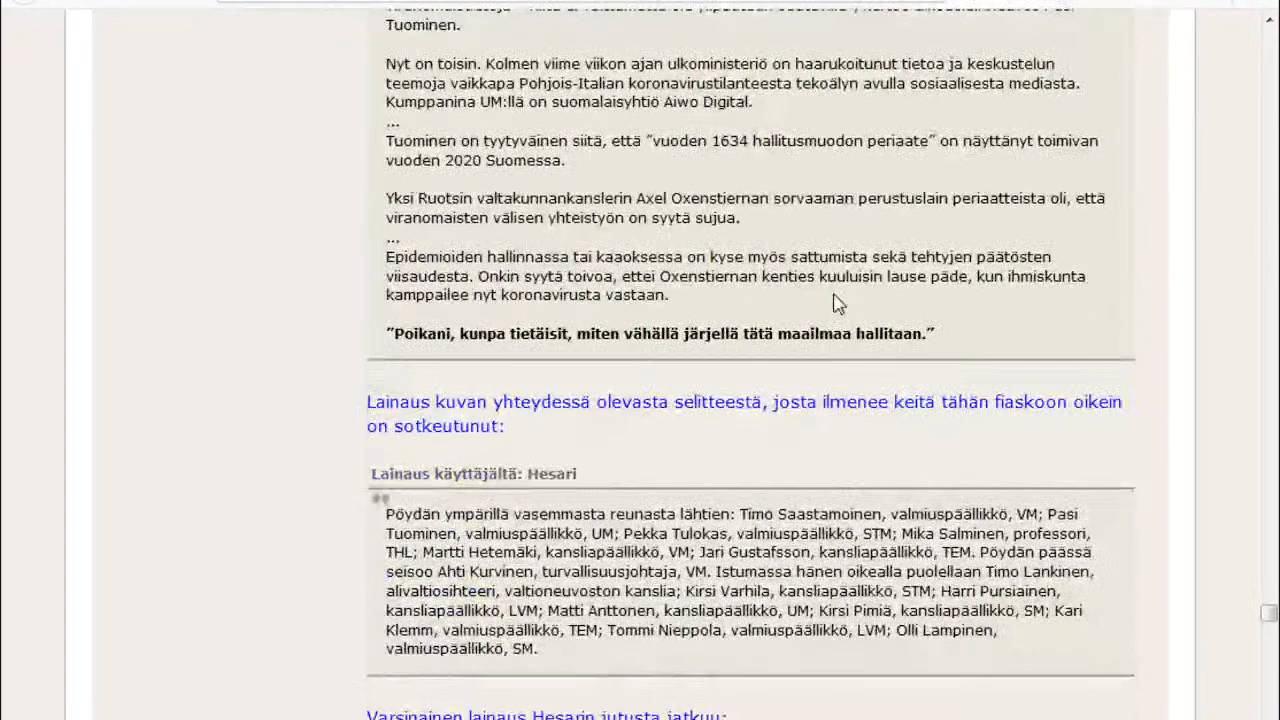 Tuominen.
Nyt on toisin. Kolmen viime viikon ajan ulkoministeriö on haarukoitunut tietoa ja keskustelun
teemoja vaikkapa Pohjois-Italian koronavirustilanteesta tekoälyn avulla sosiaalisesta mediasta.
Kumppanina UM:llä on suomalaisyhtiö Aiwo Digital.
...
Tuominen on tyytyväinen siitä, että ”vuoden 1634 hallitusmuodon periaate” on näyttänyt toimivan
vuoden 2020 Suomessa.
Yksi Ruotsin valtakunnankanslerin Axel Oxenstiernan sorvaaman perustuslain periaatteista oli, että
viranomaisten välisen yhteistyön on syytä sujua.
...
Epidemioiden hallinnassa tai kaaoksessa on kyse myös sattumista sekä tehtyjen päätösten
viisaudesta. Onkin syytä toivoa, ettei Oxenstiernan kenties kuuluisin lause päde, kun ihmiskunta
kamppailee nyt koronavirusta vastaan.
”Poikani, kunpa tietäisit, miten vähällä järjellä tätä maailmaa hallitaan.”
Lainaus kuvan yhteydessä olevasta selitteestä, josta ilmenee keitä tähän fiaskoon oikein
on sotkeutunut:
Lainaus käyttäjältä: Hesari
Pöydän ympärillä vasemmasta reunasta lähtien: Timo Saastamoinen, valmiuspäällikkö, VM; Pasi
Tuominen, valmiuspäällikkö, UM; Pekka Tulokas, valmiuspäällikkö, STM; Mika Salminen, professori,
THL; Martti Hetemäki, kansliapäällikkö, VM; Jari Gustafsson, kansliapäällikkö, TEM. Pöydän päässä
seisoo Ahti Kurvinen, turvallisuusjohtaja, VM. Istumassa hänen oikealla puolellaan Timo Lankinen,
alivaltiosihteeri, valtioneuvoston kanslia; Kirsi Varhila, kansliapäällikkö, STM; Harri Pursiainen,
kansliapäällikkö, LVM; Matti Anttonen, kansliapäällikkö, UM; Kirsi Pimiä, kansliapäällikkö, SM; Kari
Klemm, valmiuspäällikkö, TEM; Tommi Nieppola, valmiuspäällikkö, LVM; Olli Lampinen,
valmiuspäällikkö, SM.
Varsinainen lainaus Hesarin jutusta jatkuu: